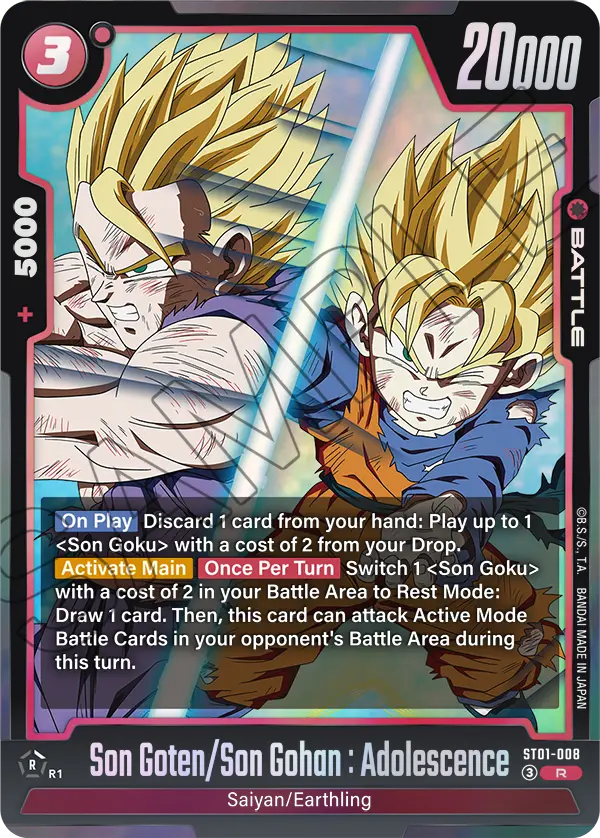 3
20000
+ 5000
BATTLE
SAMPLE
On Play Discard 1 card from your hand: Play up to 1
<Son Goku> with a cost of 2 from your Drop.
Activate Main Once Per Turn Switch 1 <Son Goku>
with a cost of 2 in your Battle Area to Rest Mode:
Draw 1 card. Then, this card can attack Active Mode
Battle Cards in your opponent's Battle Area during
this turn.
©B.S./S., T.A. BANDAI MADE IN JAPAN
R R1
Son Goten/Son Gohan : Adolescence
ST01-008
3 R
Saiyan/Earthling